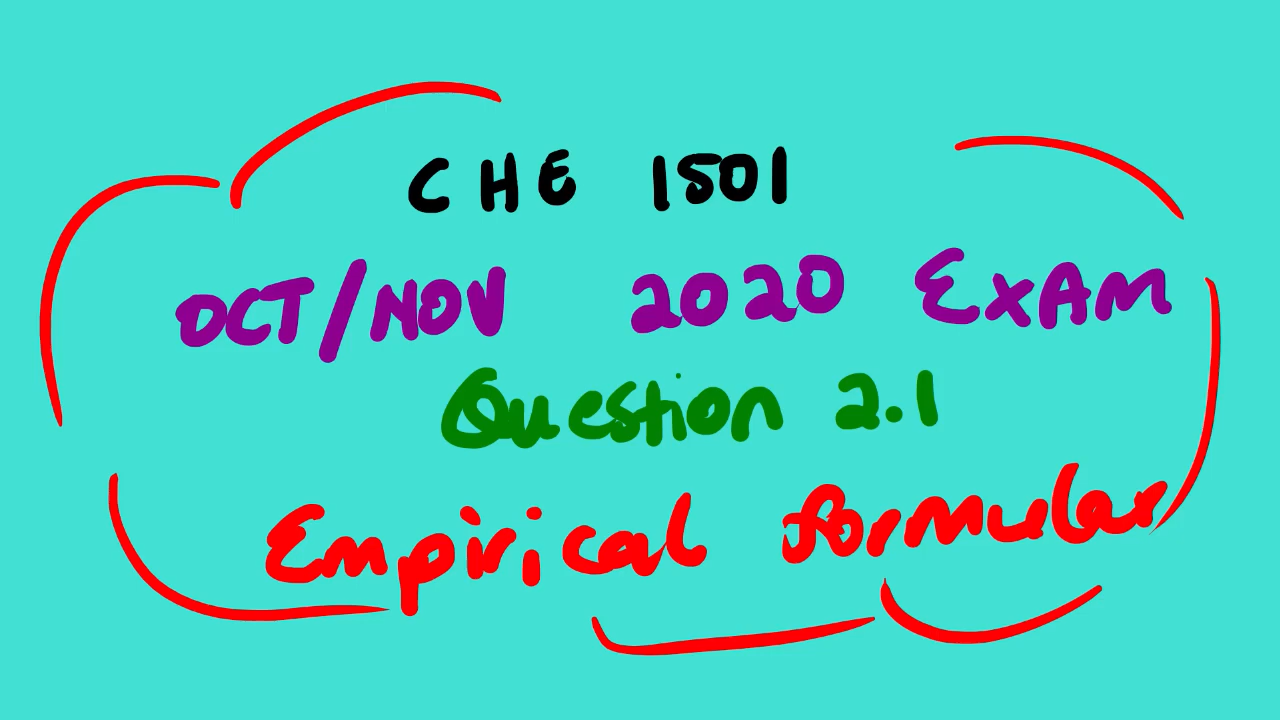 CHE 1501
OCT/NOV 2020 EXAM
Question 2.1
Empirical formular